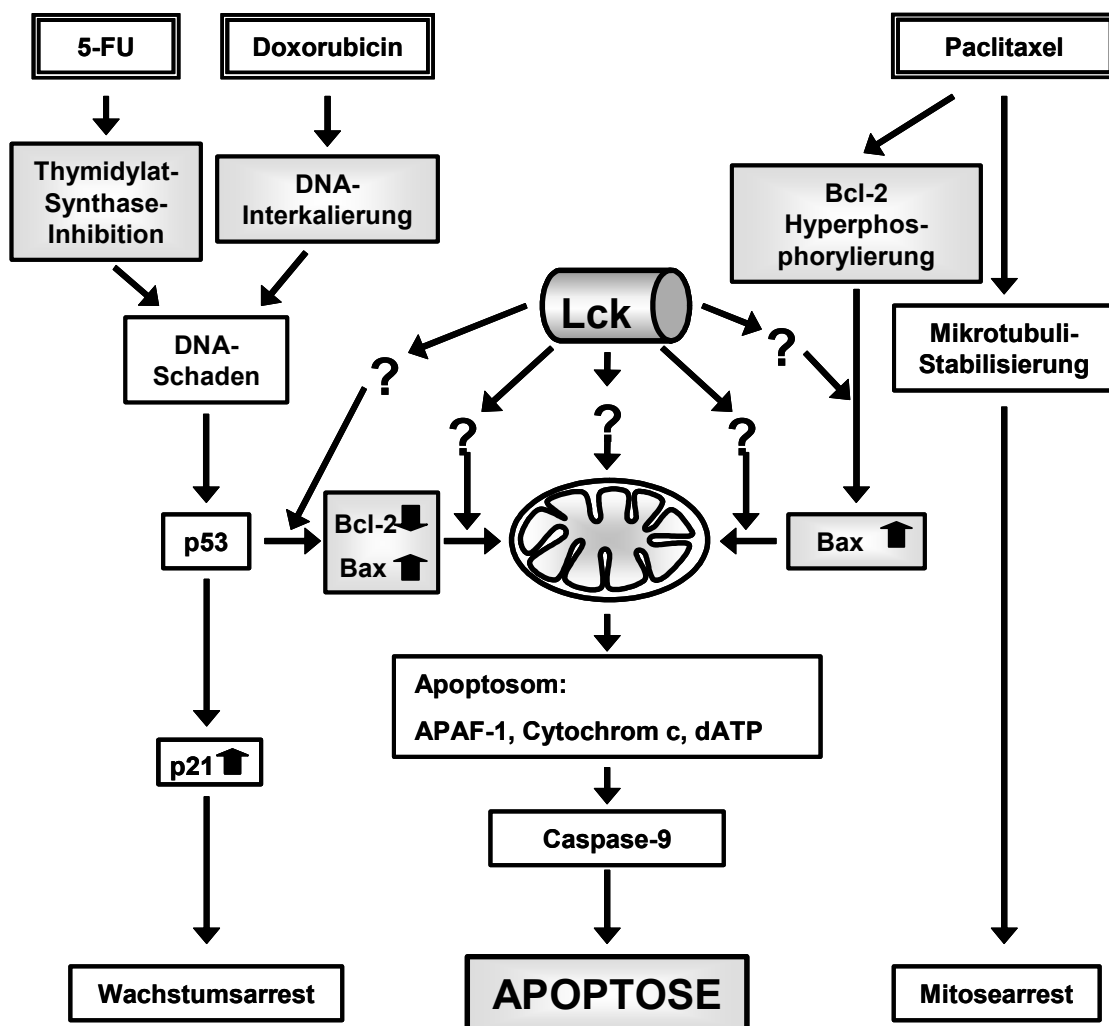 5-FU
Doxorubicin
Paclitaxel
Thymidylat-
Synthase-
Inhibition
DNA-
Interkalierung
Bcl-2
Hyperphos-
phorylierung
Lck
DNA-
Schaden
Mikrotubuli-
Stabilisierung
?
?
?
?
?
p53
Bcl-2
Bax
Bax
Apoptosom:
APAF-1, Cytochrom c, dATP
p21
Caspase-9
Wachstumsarrest
APOPTOSE
Mitosearrest